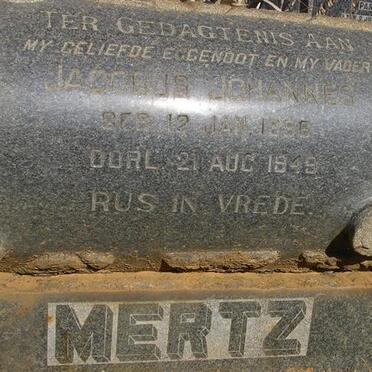 TER GEDAGTENIS AAN
MY GELIEFDE EGGENOOT EN MY VADER
JACOBUS JOHANNES
GEB. 12 JAN.
OORL. 21 AUG 1949
RUS IN VREDE.
MERTZ